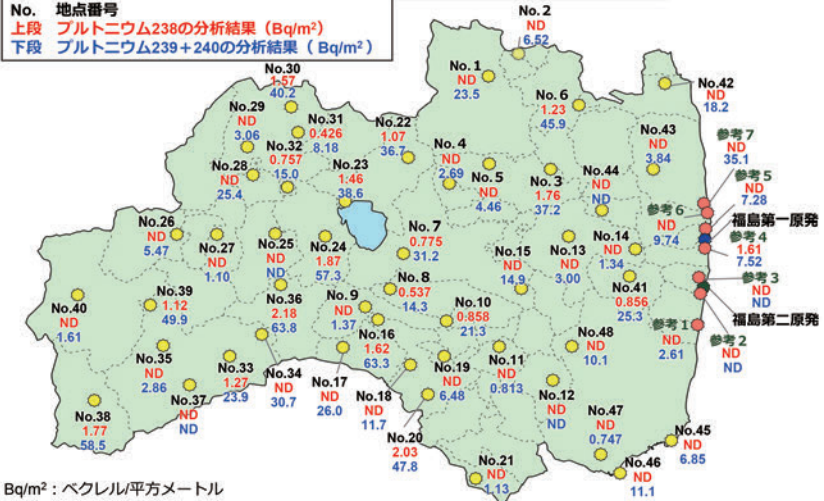 No. 地点番号
上段 プルトニウム238の分析結果（Bq/m²）
下段 プルトニウム239＋240の分析結果（ Bq/m²）
No.2
ND
6.52
No.1
ND
23.5
No.30
1.57
40.2
No.42
ND
18.2
No.6
1.23
45.9
No.29
ND
3.06
No.31
0.426
8.18
No.22
1.07
36.7
No.43
ND
3.84
参考7
ND
35.1
No.32
0.757
15.0
No.4
ND
2.69
No.28
ND
25.4
No.23
1.46
38.6
No.5
ND
4.46
No.3
1.76
37.2
No.44
ND
ND
参考5
ND
7.28
参考6
ND
9.74
福島第一原発
No.26
ND
5.47
No.27
ND
1.10
No.25
ND
ND
No.24
1.87
57.3
No.7
0.775
31.2
No.15
ND
14.9
No.13
ND
3.00
No.14
ND
1.34
参考4
1.61
7.52
No.8
0.537
14.3
No.41
0.856
25.3
参考3
ND
ND
No.40
ND
1.61
No.39
1.12
49.9
No.36
2.18
63.8
No.9
ND
1.37
No.10
0.858
21.3
福島第二原発
参考1
ND
2.61
参考2
ND
ND
No.16
1.62
63.3
No.48
ND
10.1
No.35
ND
2.86
No.33
1.27
23.9
No.34
ND
30.7
No.17
ND
26.0
No.18
ND
11.7
No.19
ND
6.48
No.11
ND
0.813
No.12
ND
ND
No.37
ND
ND
No.38
1.77
58.5
No.20
2.03
47.8
No.47
ND
0.747
No.45
ND
6.85
No.21
ND
1.13
No.46
ND
11.1
Bq/m²：ベクレル/平方メートル